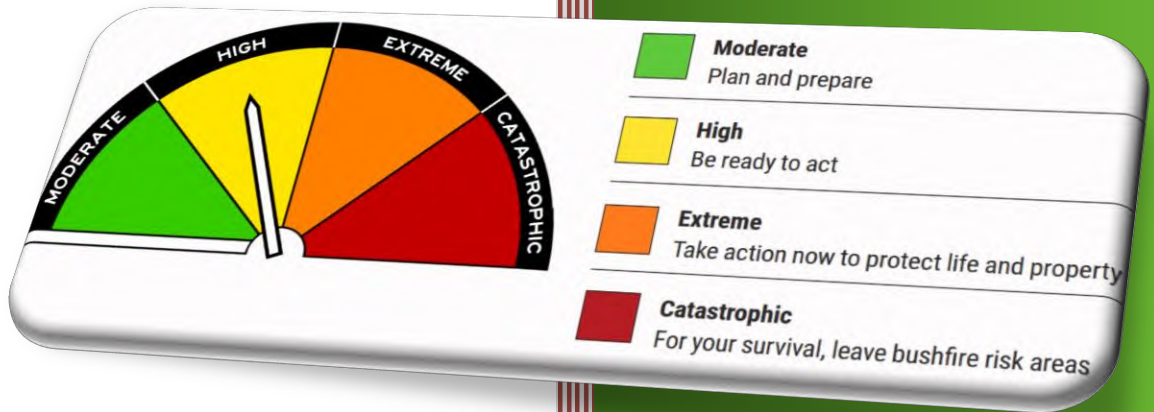 MODERATE
HIGH
EXTREME
CATASTROPHIC
Moderate
Plan and prepare
High
Be ready to act
Extreme
Take action now to protect life and property
Catastrophic
For your survival, leave bushfire risk areas